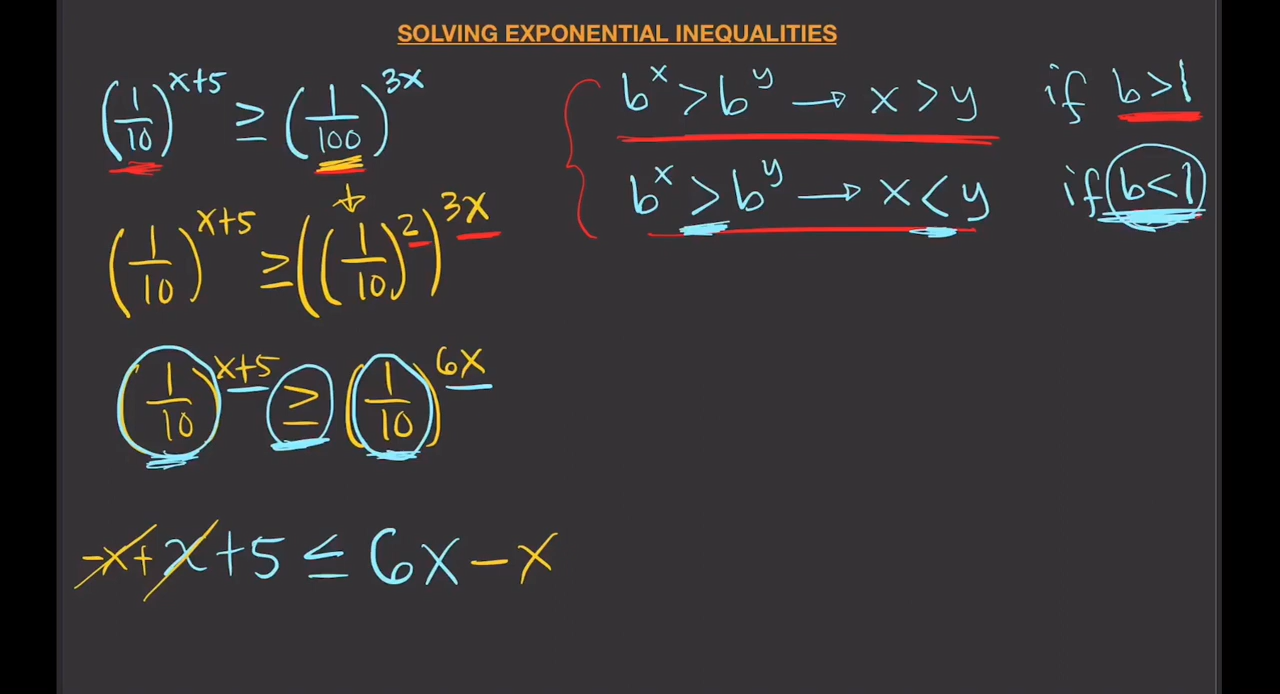 SOLVING EXPONENTIAL INEQUALITIES
(1/10)^(x+5) ≥ (1/100)^(3x)
b^x > b^y → x > y if b > 1
b^x > b^y → x < y if b < 1
(1/10)^(x+5) ≥ ((1/10)^2)^(3x)
(1/10)^(x+5) ≥ (1/10)^(6x)
-x + x + 5 ≤ 6x - x